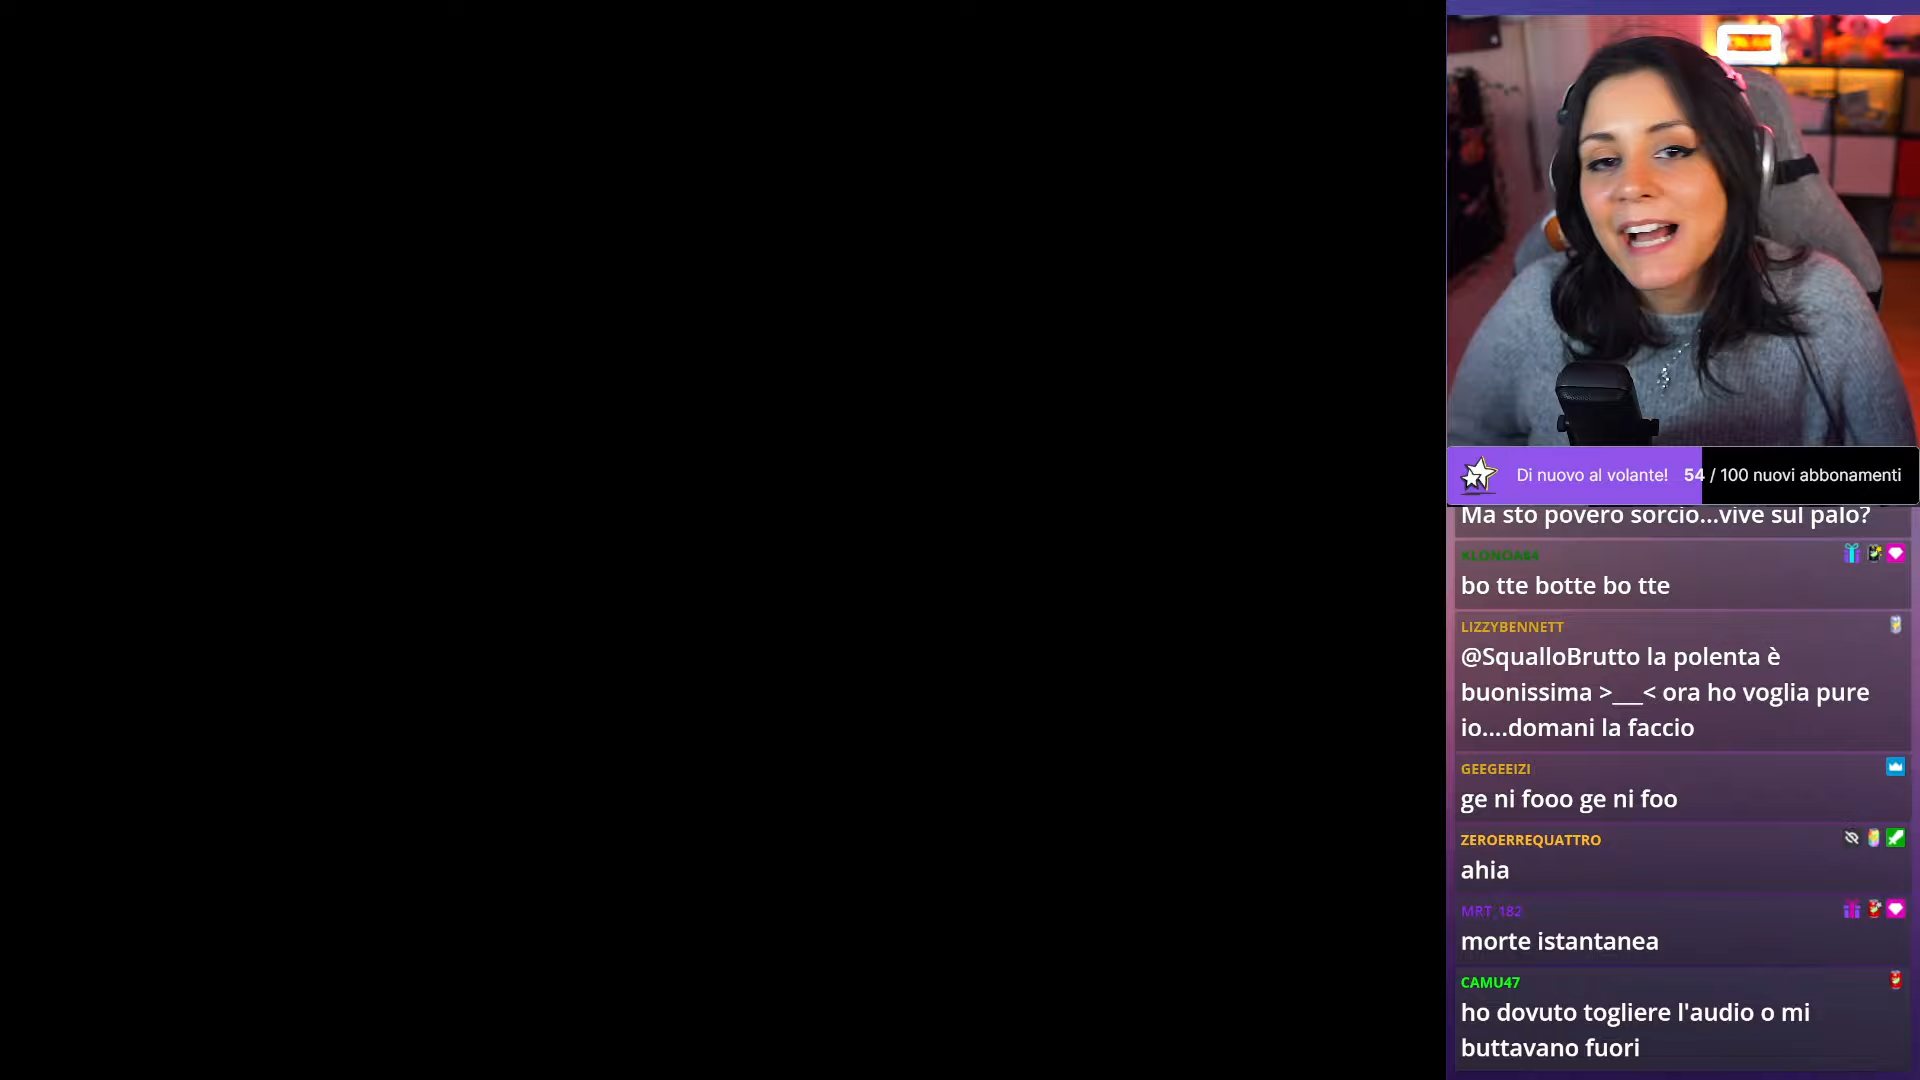 Di nuovo al volante! 54 / 100 nuovi abbonamenti
Ma sto povero sorcio...vive sul palo?
KLONOA84
bo tte botte bo tte
LIZZYBENNETT
@SqualloBrutto la polenta è
buonissima >___< ora ho voglia pure
io....domani la faccio
GEEGEEIZI
ge ni fooo ge ni foo
ZEROERREQUATTRO
ahia
MRT_182
morte istantanea
CAMU47
ho dovuto togliere l'audio o mi
buttavano fuori